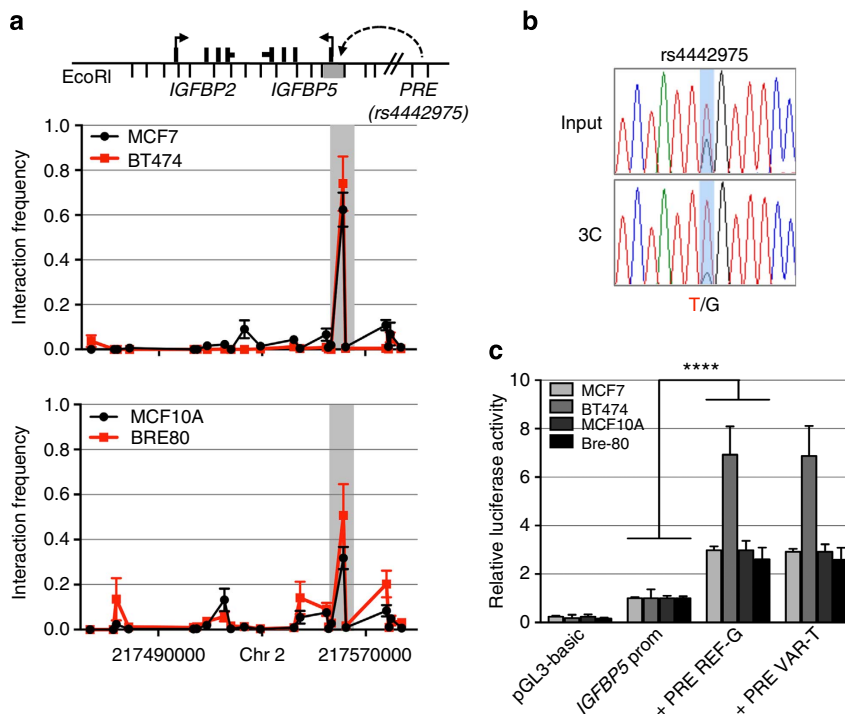 a
EcoRI
IGFBP2
IGFBP5
PRE
(rs4442975)
Interaction frequency
1.0
0.8
0.6
0.4
0.2
0.0
MCF7
BT474
Interaction frequency
1.0
0.8
0.6
0.4
0.2
0.0
MCF10A
BRE80
217490000 Chr 2 217570000
b
rs4442975
Input
3C
T/G
c
Relative luciferase activity
10
8
6
4
2
0
MCF7
BT474
MCF10A
Bre-80
****
pGL3-basic
IGFBP5 prom
+ PRE REF-G
+ PRE VAR-T